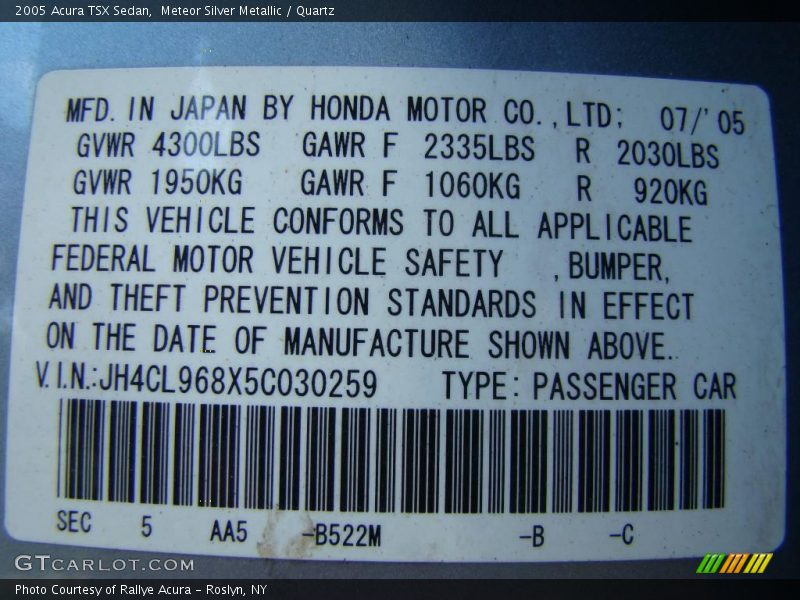 2005 Acura TSX Sedan,  Meteor Silver Metallic / Quartz
MFD. IN JAPAN BY HONDA MOTOR CO.,LTD; 07/'05
GVWR 4300LBS GAWR F 2335LBS R 2030LBS
GVWR 1950KG GAWR F 1060KG R 920KG
THIS VEHICLE CONFORMS TO ALL APPLICABLE
FEDERAL MOTOR VEHICLE SAFETY ,BUMPER,
AND THEFT PREVENTION STANDARDS IN EFFECT
ON THE DATE OF MANUFACTURE SHOWN ABOVE.
V.I.N.:JH4CL968X5C030259 TYPE: PASSENGER CAR
SEC 5 AA5 -B522M -B -C
GTCARLOT.COM
Photo Courtesy of Rallye Acura – Roslyn, NY